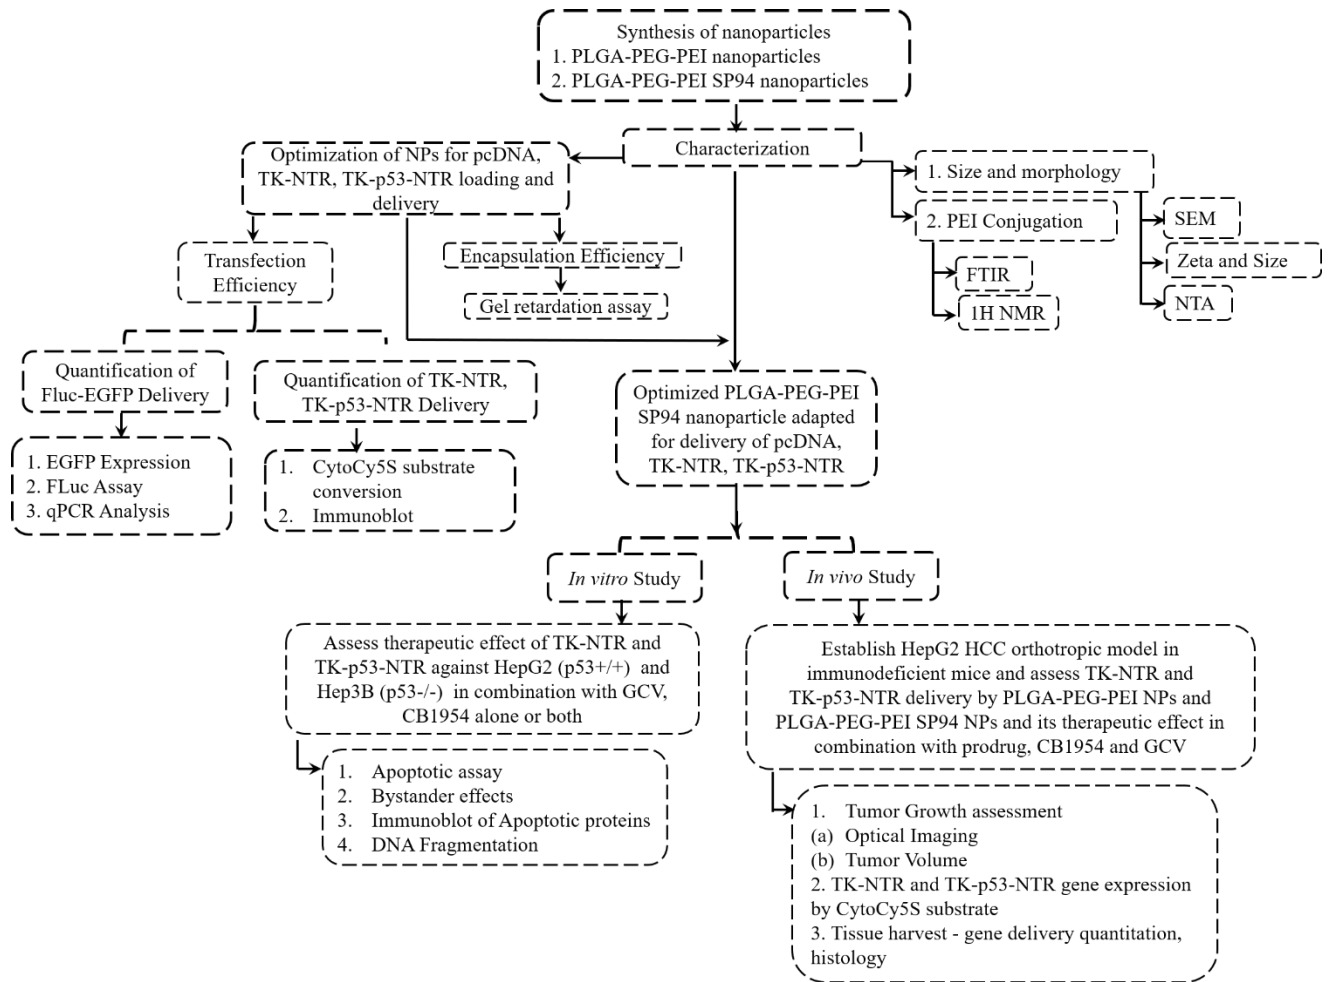 Synthesis of nanoparticles
1. PLGA-PEG-PEI nanoparticles
2. PLGA-PEG-PEI SP94 nanoparticles
Characterization
Optimization of NPs for pcDNA,
TK-NTR, TK-p53-NTR loading and
delivery
1. Size and morphology
2. PEI Conjugation
SEM
Zeta and Size
NTA
FTIR
1H NMR
Transfection
Efficiency
Encapsulation Efficiency
Gel retardation assay
Quantification of
Fluc-EGFP Delivery
Quantification of TK-NTR,
TK-p53-NTR Delivery
1. EGFP Expression
2. FLuc Assay
3. qPCR Analysis
1. CytoCy5S substrate
conversion
2. Immunoblot
Optimized PLGA-PEG-PEI
SP94 nanoparticle adapted
for delivery of pcDNA,
TK-NTR, TK-p53-NTR
In vitro Study
In vivo Study
Assess therapeutic effect of TK-NTR and
TK-p53-NTR against HepG2 (p53+/+) and
Hep3B (p53-/-) in combination with GCV,
CB1954 alone or both
1. Apoptotic assay
2. Bystander effects
3. Immunoblot of Apoptotic proteins
4. DNA Fragmentation
Establish HepG2 HCC orthotropic model in
immunodeficient mice and assess TK-NTR and
TK-p53-NTR delivery by PLGA-PEG-PEI NPs and
PLGA-PEG-PEI SP94 NPs and its therapeutic effect in
combination with prodrug, CB1954 and GCV
1. Tumor Growth assessment
(a) Optical Imaging
(b) Tumor Volume
2. TK-NTR and TK-p53-NTR gene expression
by CytoCy5S substrate
3. Tissue harvest - gene delivery quantitation,
histology